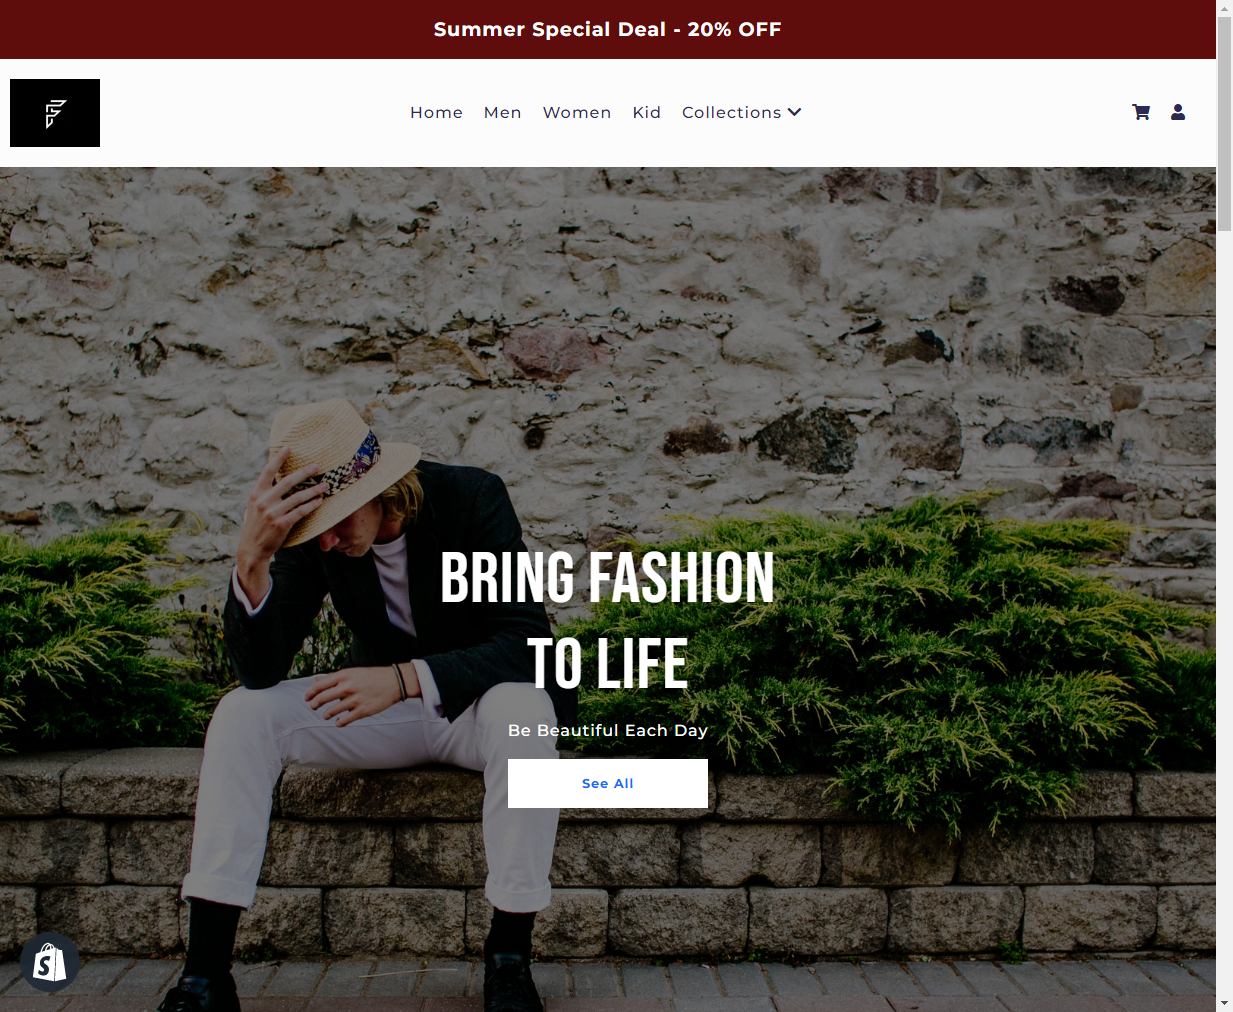 Summer Special Deal - 20% OFF
Home Men Women Kid Collections
BRING FASHION
TO LIFE
Be Beautiful Each Day
See All